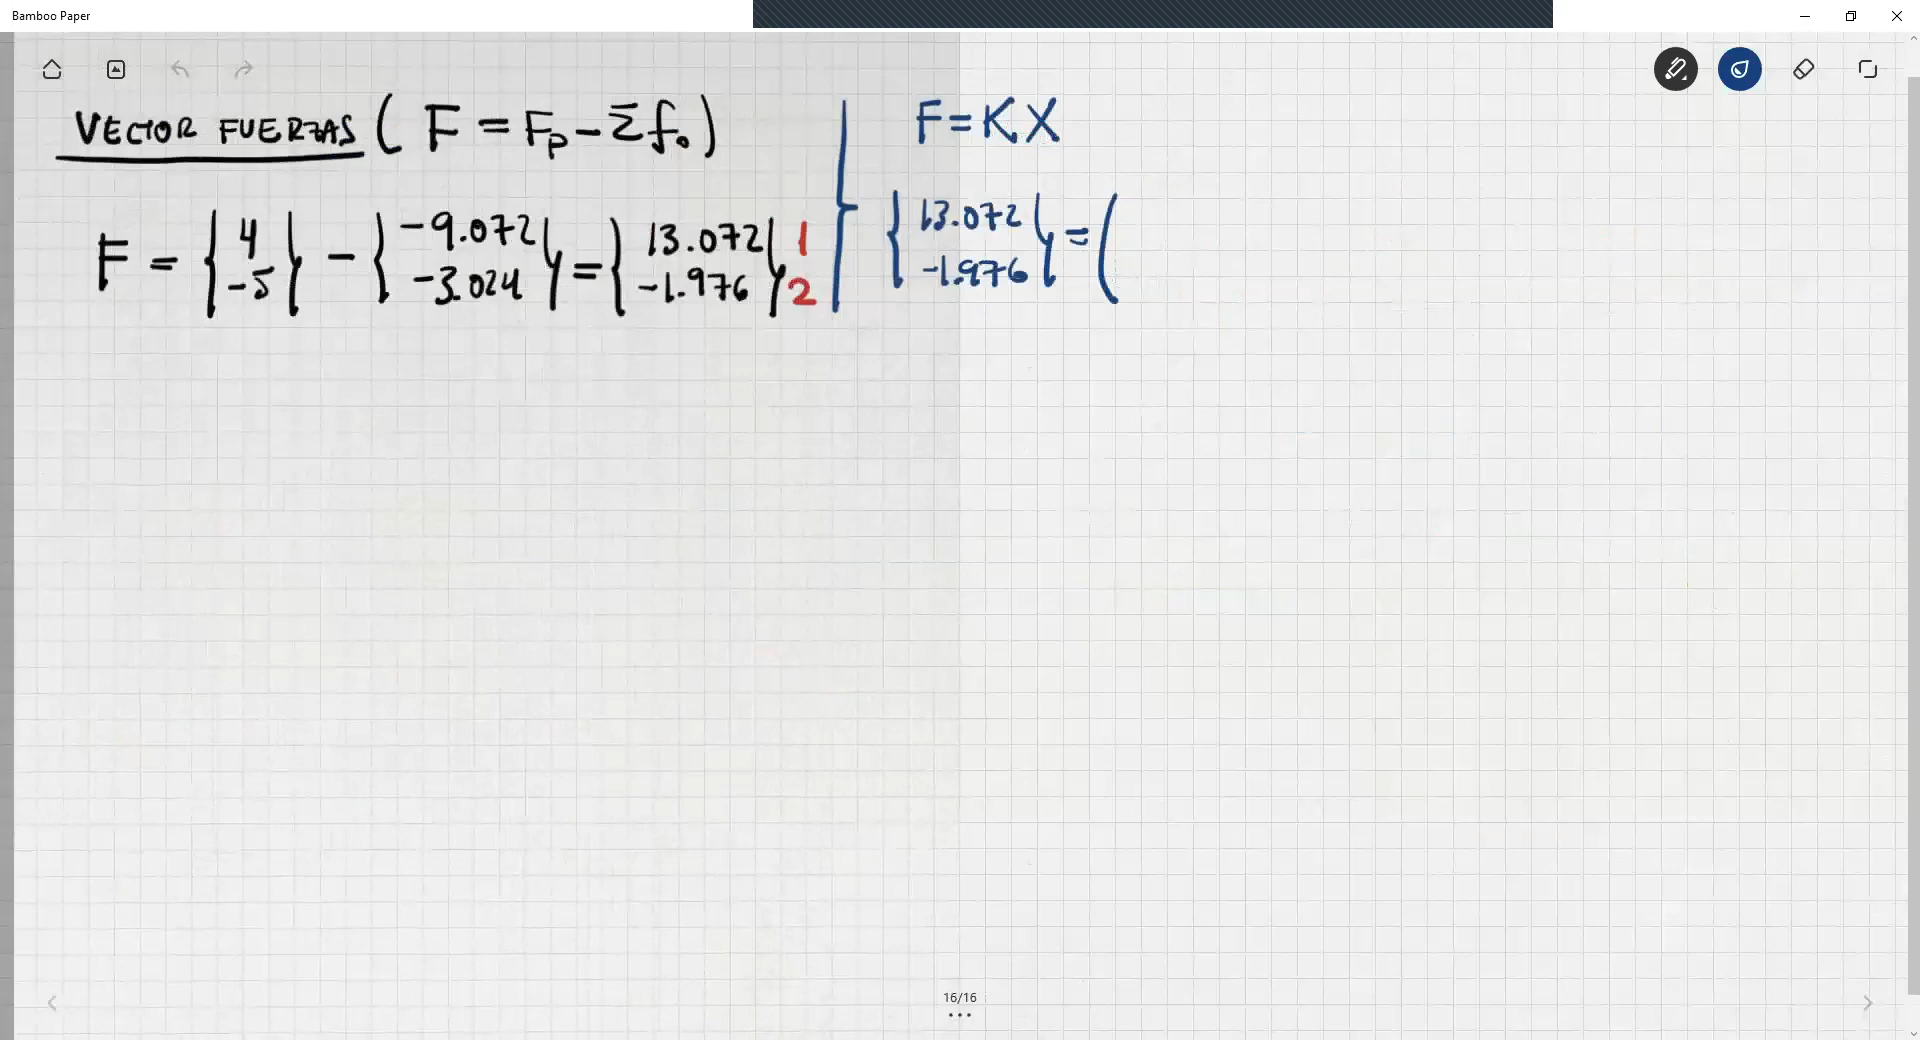 Bamboo Paper
VECTOR FUERZAS ( F = Fp - Σf₀ )
F = { 4 } - { -9.072 } = { 13.072 } 1
{ -5 } { -3.024 } { -1.976 } 2
F = K X
{ 13.072 } = (
{ -1.976 }
16/16